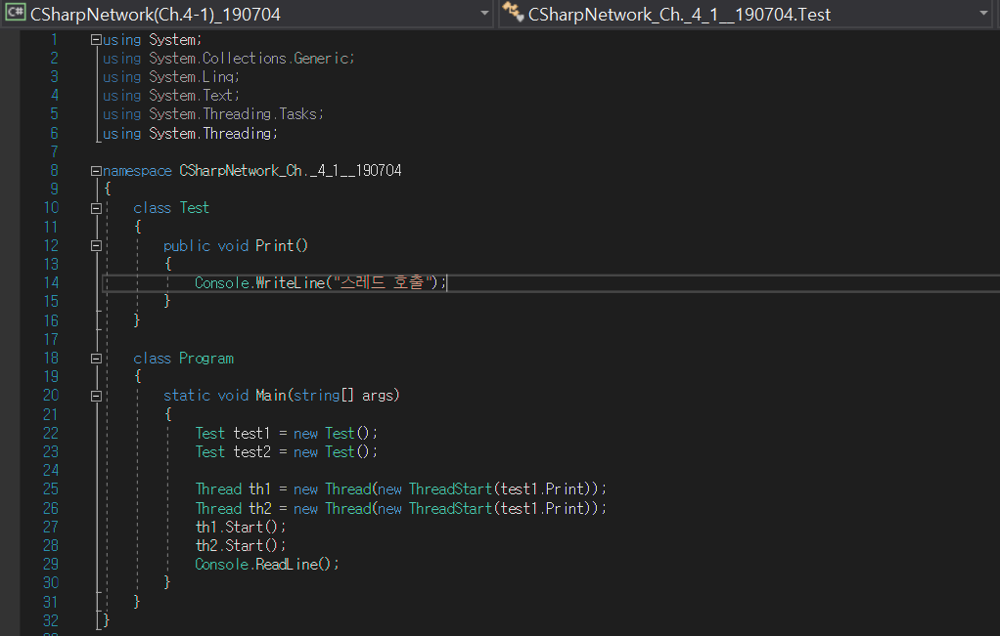 C# CSharpNetwork(Ch.4-1)_190704 CSharpNetwork_Ch._4_1__190704.Test
1 using System;
2 using System.Collections.Generic;
3 using System.Linq;
4 using System.Text;
5 using System.Threading.Tasks;
6 using System.Threading;
7
8 namespace CSharpNetwork_Ch._4_1__190704
9 {
10 class Test
11 {
12 public void Print()
13 {
14 Console.WriteLine("스레드 호출");
15 }
16 }
17
18 class Program
19 {
20 static void Main(string[] args)
21 {
22 Test test1 = new Test();
23 Test test2 = new Test();
24
25 Thread th1 = new Thread(new ThreadStart(test1.Print));
26 Thread th2 = new Thread(new ThreadStart(test1.Print));
27 th1.Start();
28 th2.Start();
29 Console.ReadLine();
30 }
31 }
32 }